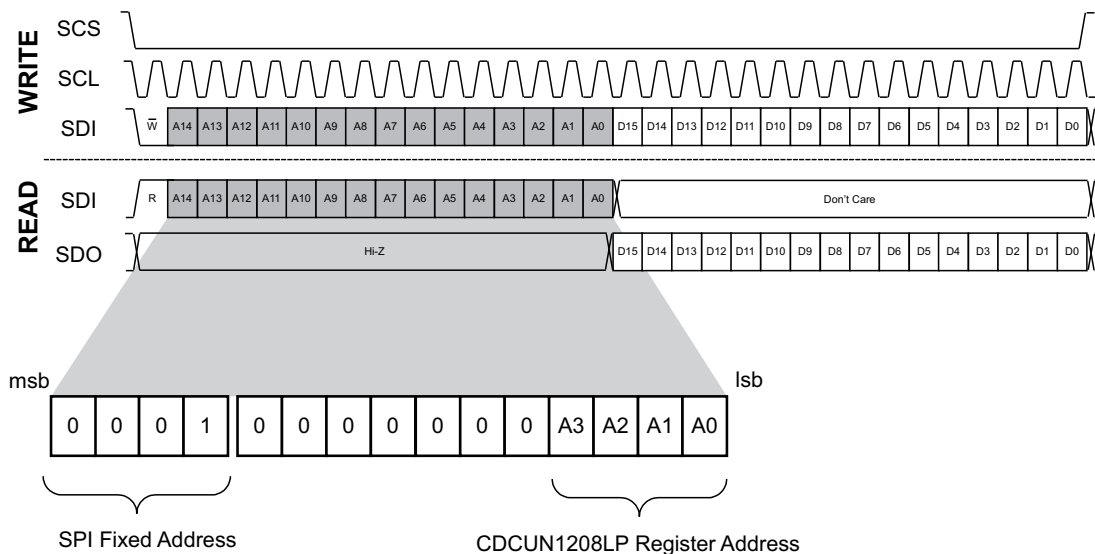 WRITE
SCS
SCL
SDI W A14 A13 A12 A11 A10 A9 A8 A7 A6 A5 A4 A3 A2 A1 A0 D15 D14 D13 D12 D11 D10 D9 D8 D7 D6 D5 D4 D3 D2 D1 D0
READ
SDI R A14 A13 A12 A11 A10 A9 A8 A7 A6 A5 A4 A3 A2 A1 A0 Don't Care
SDO Hi-Z D15 D14 D13 D12 D11 D10 D9 D8 D7 D6 D5 D4 D3 D2 D1 D0
msb lsb
0 0 0 1 0 0 0 0 0 0 0 A3 A2 A1 A0
SPI Fixed Address CDCUN1208LP Register Address